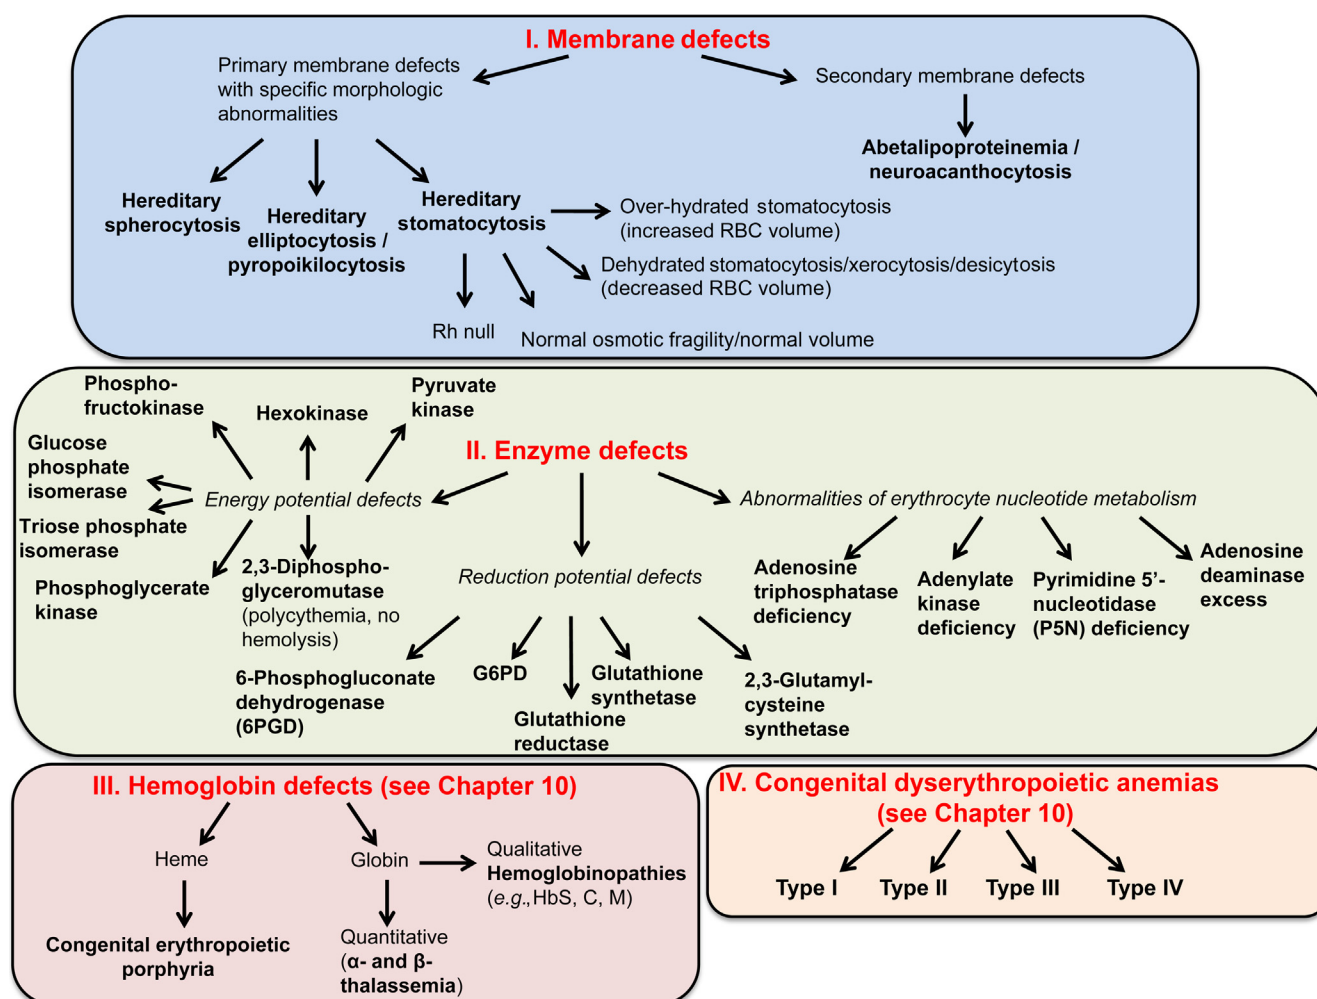 I. Membrane defects
Primary membrane defects
with specific morphologic
abnormalities
Secondary membrane defects
Abetalipoproteinemia /
neuroacanthocytosis
Hereditary
spherocytosis
Hereditary
elliptocytosis /
pyropoikilocytosis
Hereditary
stomatocytosis
Over-hydrated stomatocytosis
(increased RBC volume)
Dehydrated stomatocytosis/xerocytosis/desicytosis
(decreased RBC volume)
Rh null
Normal osmotic fragility/normal volume
II. Enzyme defects
Energy potential defects
Phospho-
fructokinase
Hexokinase
Pyruvate
kinase
Glucose
phosphate
isomerase
Triose phosphate
isomerase
Phosphoglycerate
kinase
2,3-Diphospho-
glyceromutase
(polycythemia, no
hemolysis)
Reduction potential defects
6-Phosphogluconate
dehydrogenase
(6PGD)
G6PD
Glutathione
reductase
Glutathione
synthetase
2,3-Glutamyl-
cysteine
synthetase
Abnormalities of erythrocyte nucleotide metabolism
Adenosine
triphosphatase
deficiency
Adenylate
kinase
deficiency
Pyrimidine 5’-
nucleotidase
(P5N) deficiency
Adenosine
deaminase
excess
III. Hemoglobin defects (see Chapter 10)
Heme
Congenital erythropoietic
porphyria
Globin
Qualitative
Hemoglobinopathies
(e.g.,HbS, C, M)
Quantitative
(α- and β-
thalassemia)
IV. Congenital dyserythropoietic anemias
(see Chapter 10)
Type I
Type II
Type III
Type IV